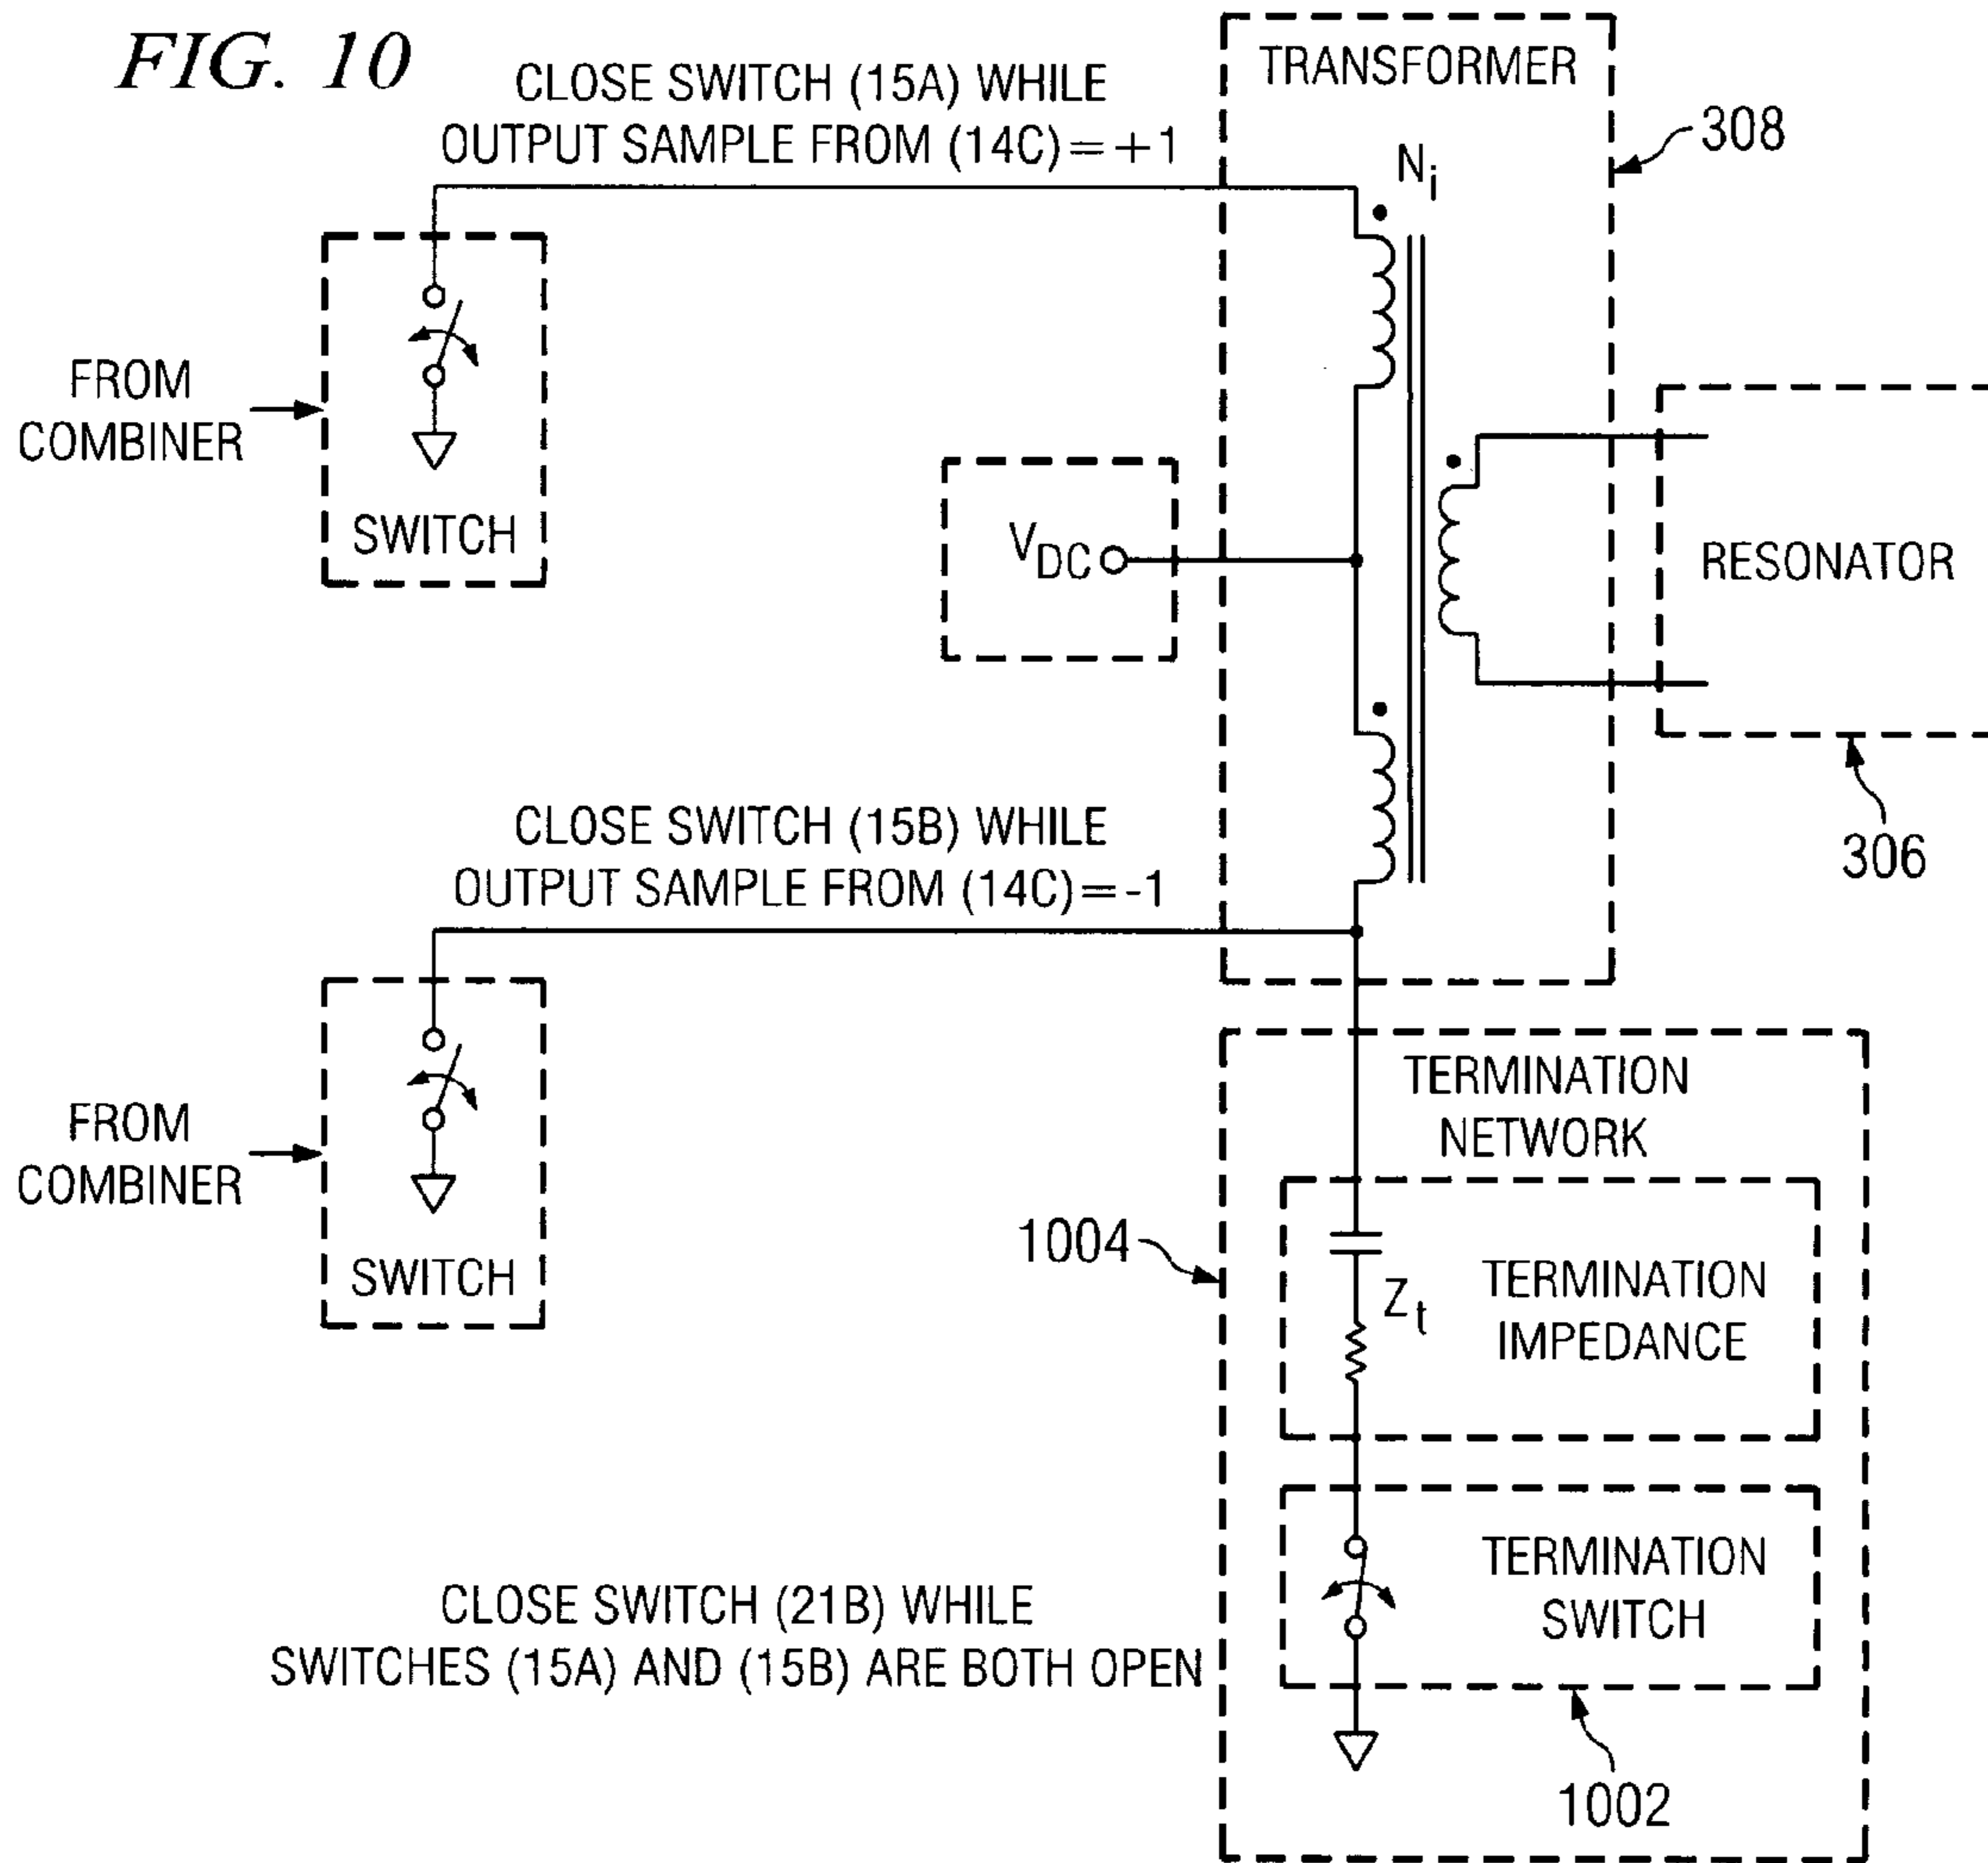 FIG. 10
CLOSE SWITCH (15A) WHILE
OUTPUT SAMPLE FROM (14C)=+1
TRANSFORMER
308
Ni
FROM
COMBINER
SWITCH
VDC
RESONATOR
306
CLOSE SWITCH (15B) WHILE
OUTPUT SAMPLE FROM (14C)=-1
FROM
COMBINER
SWITCH
TERMINATION
NETWORK
1004
Zt
TERMINATION
IMPEDANCE
TERMINATION
SWITCH
CLOSE SWITCH (21B) WHILE
SWITCHES (15A) AND (15B) ARE BOTH OPEN
1002